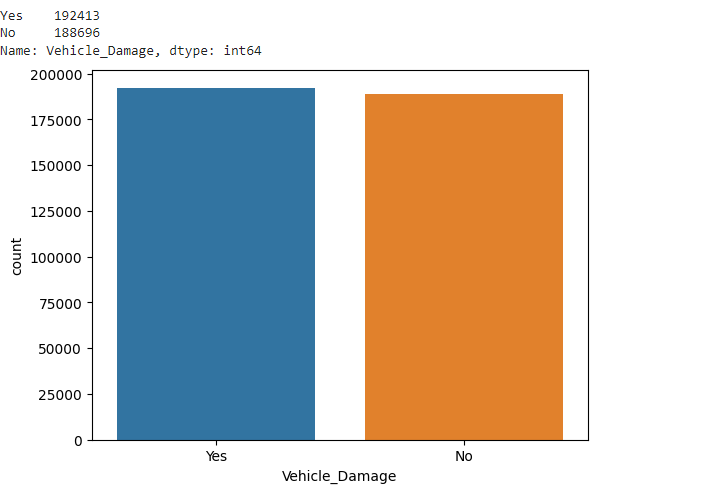 Yes    192413
No     188696
Name: Vehicle_Damage, dtype: int64
200000
175000
150000
125000
100000
75000
50000
25000
0
count
Yes
No
Vehicle_Damage